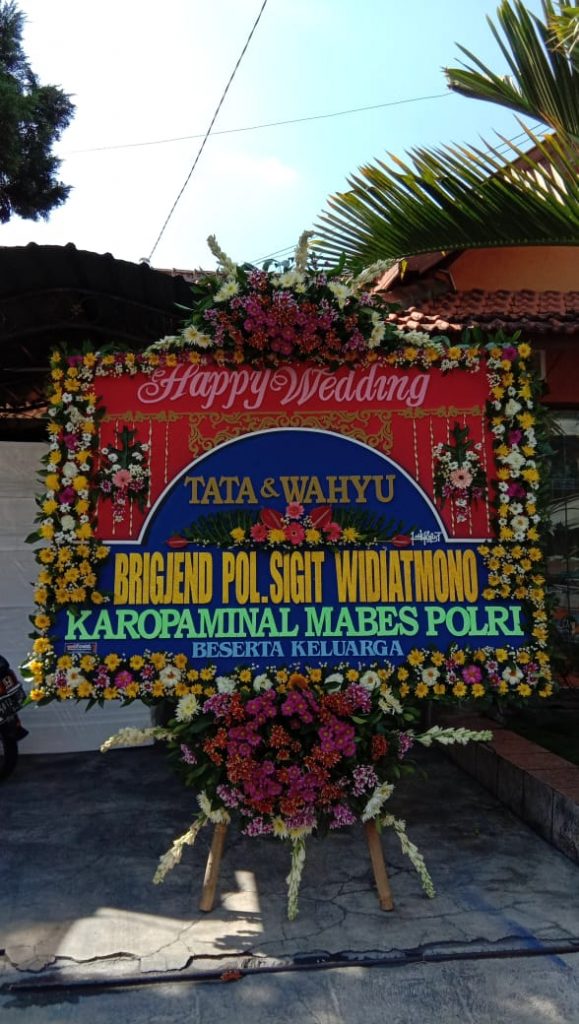 Happy Wedding
TATA & WAHYU
BRIGJEND POL. SIGIT WIDIATMONO
KAROPAMINAL MABES POLRI
BESERTA KELUARGA